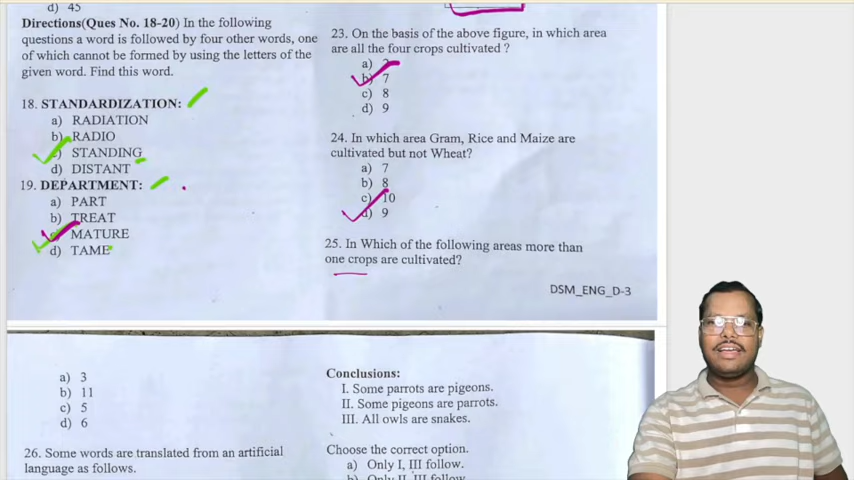 d) 45
Directions(Ques No. 18-20) In the following
questions a word is followed by four other words, one
of which cannot be formed by using the letters of the
given word. Find this word.
18. STANDARDIZATION:
a) RADIATION
b) RADIO
c) STANDING
d) DISTANT
19. DEPARTMENT:
a) PART
b) TREAT
MATURE
d) TAME
23. On the basis of the above figure, in which area
are all the four crops cultivated ?
a)
b) 7
c) 8
d) 9
24. In which area Gram, Rice and Maize are
cultivated but not Wheat?
a) 7
b) 8
c) 10
d) 9
25. In Which of the following areas more than
one crops are cultivated?
DSM_ENG_D-3
a) 3
b) 11
c) 5
d) 6
26. Some words are translated from an artificial
language as follows.
Conclusions:
I. Some parrots are pigeons.
II. Some pigeons are parrots.
III. All owls are snakes.
Choose the correct option.
a) Only I, III follow.
b) Only II, III follow